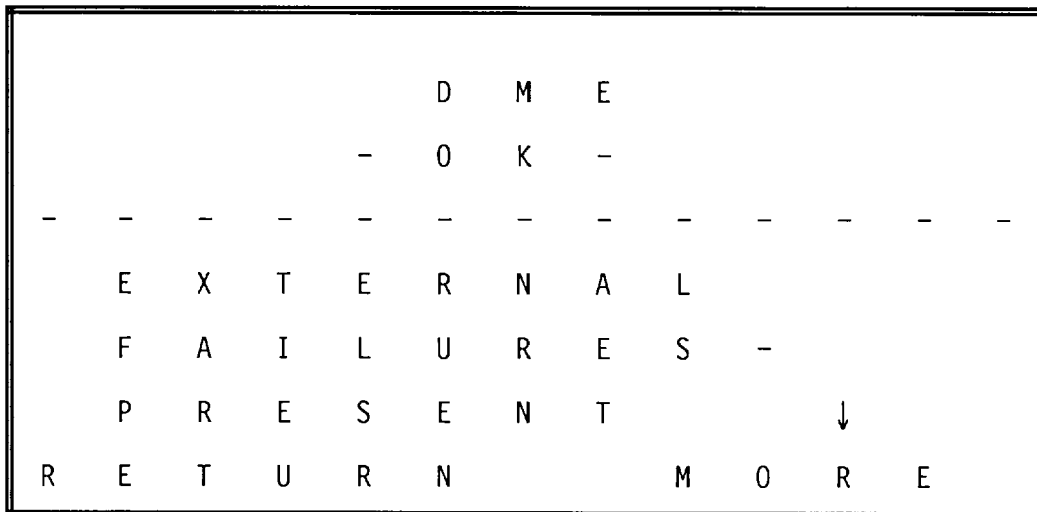 DME
- OK -
- - - - - - - - - - - - -
EXTERNAL
FAILURES -
PRESENT ↓
RETURN MORE